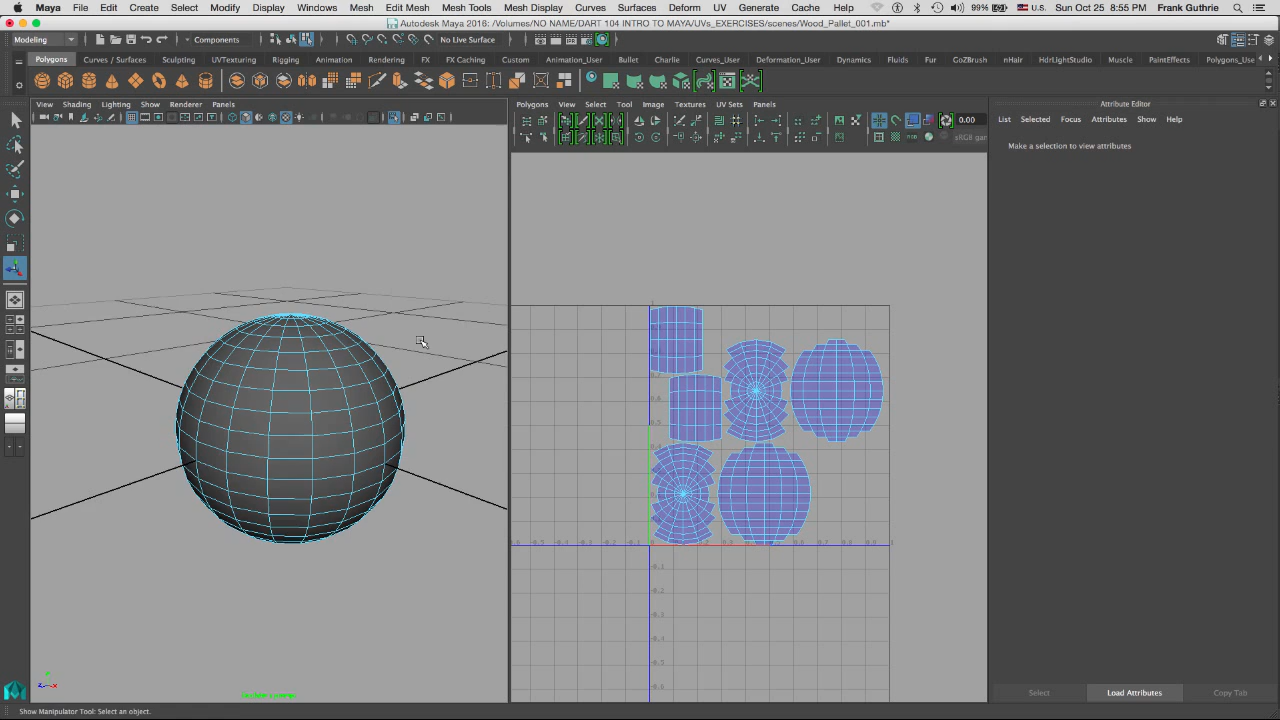 Maya File Edit Create Select Modify Display Windows Mesh Edit Mesh Mesh Tools Mesh Display Curves Surfaces Deform UV Generate Cache Help 99% U.S. Sun Oct 25 8:55 PM Frank Guthrie
Autodesk Maya 2016: /Volumes/NO NAME/DART 104 INTRO TO MAYA/UVs_EXERCISES/scenes/Wood_Pallet_001.mb*
Modeling Components No Live Surface
Polygons Curves / Surfaces Sculpting UVTexturing Rigging Animation Rendering FX FX Caching Custom Animation_User Bullet Charlie Curves_User Deformation_User Dynamics Fluids Fur GoZBrush nHair HdrLightStudio Muscle PaintEffects Polygons_Use
View Shading Lighting Show Renderer Panels
Polygons View Select Tool Image Textures UV Sets Panels
Attribute Editor
List Selected Focus Attributes Show Help
0.00
sRGB gan
Make a selection to view attributes
Select Load Attributes Copy Tab
Show Manipulator Tool: Select an object.